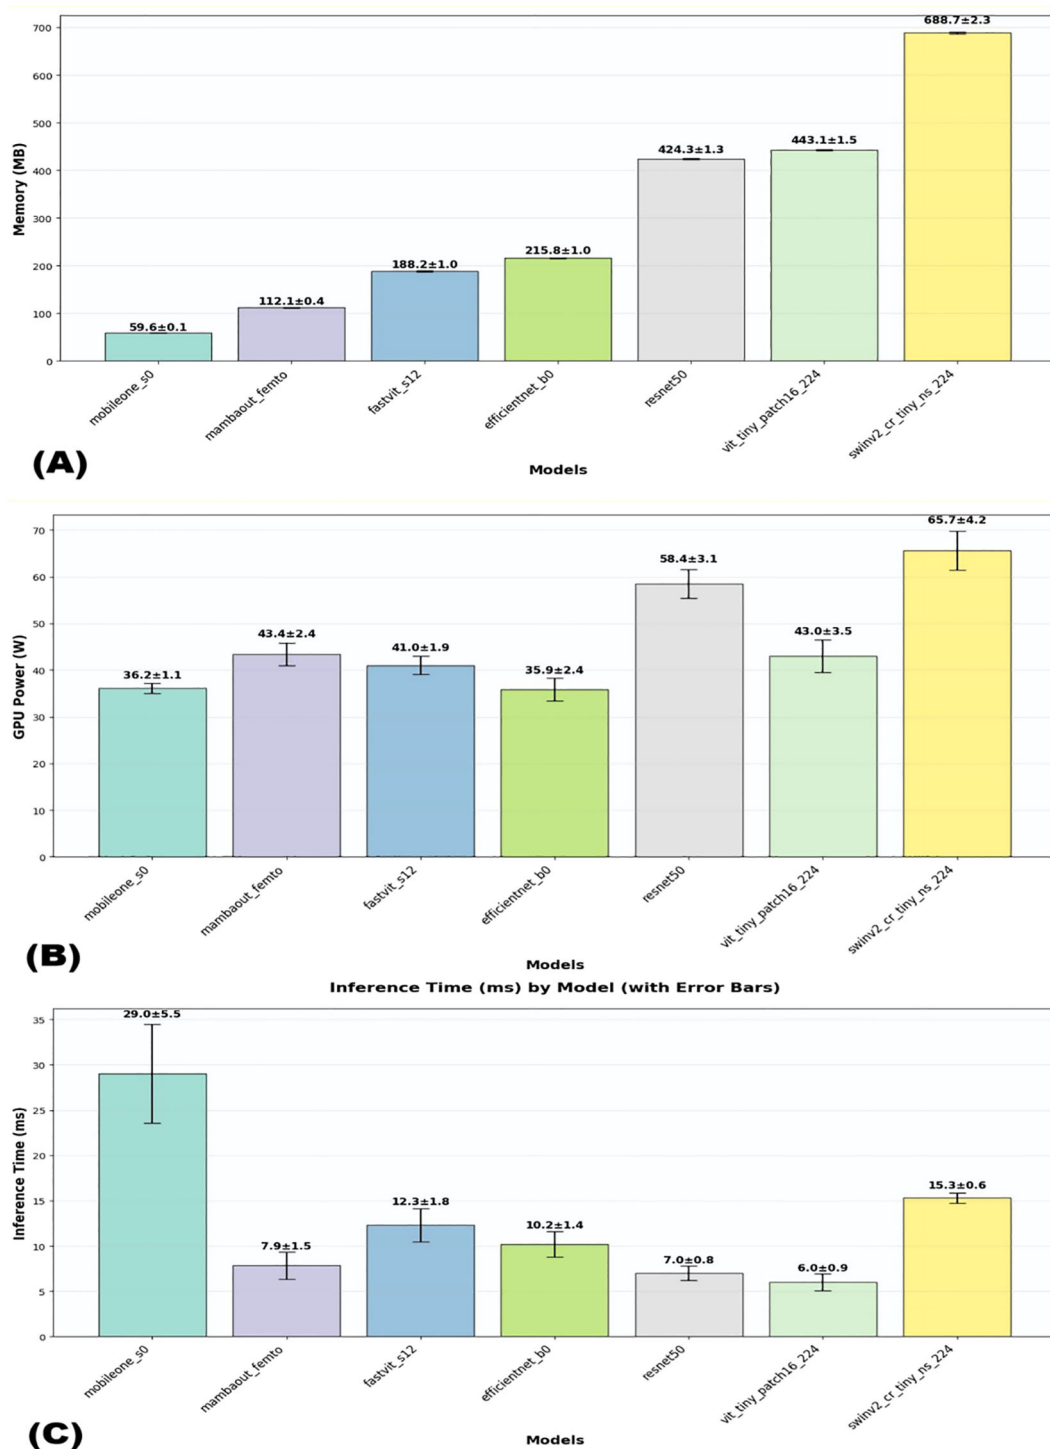 688.7±2.3
700
600
500
443.1±1.5
424.3±1.3
400
300
215.8±1.0
188.2±1.0
200
112.1±0.4
100
59.6±0.1
0
Memory (MB)
mobileone_s0
mambaout_femto
fastvit_s12
efficientnet_b0
resnet50
vit_tiny_patch16_224
swinv2_cr_tiny_ns_224
(A)
Models
65.7±4.2
70
58.4±3.1
60
50
43.4±2.4
41.0±1.9
43.0±3.5
40
36.2±1.1
35.9±2.4
30
20
10
0
GPU Power (W)
mobileone_s0
mambaout_femto
fastvit_s12
efficientnet_b0
resnet50
vit_tiny_patch16_224
swinv2_cr_tiny_ns_224
(B)
Models
Inference Time (ms) by Model (with Error Bars)
29.0±5.5
35
30
25
20
15.3±0.6
15
12.3±1.8
10.2±1.4
10
7.9±1.5
7.0±0.8
6.0±0.9
5
0
Inference Time (ms)
mobileone_s0
mambaout_femto
fastvit_s12
efficientnet_b0
resnet50
vit_tiny_patch16_224
swinv2_cr_tiny_ns_224
(C)
Models